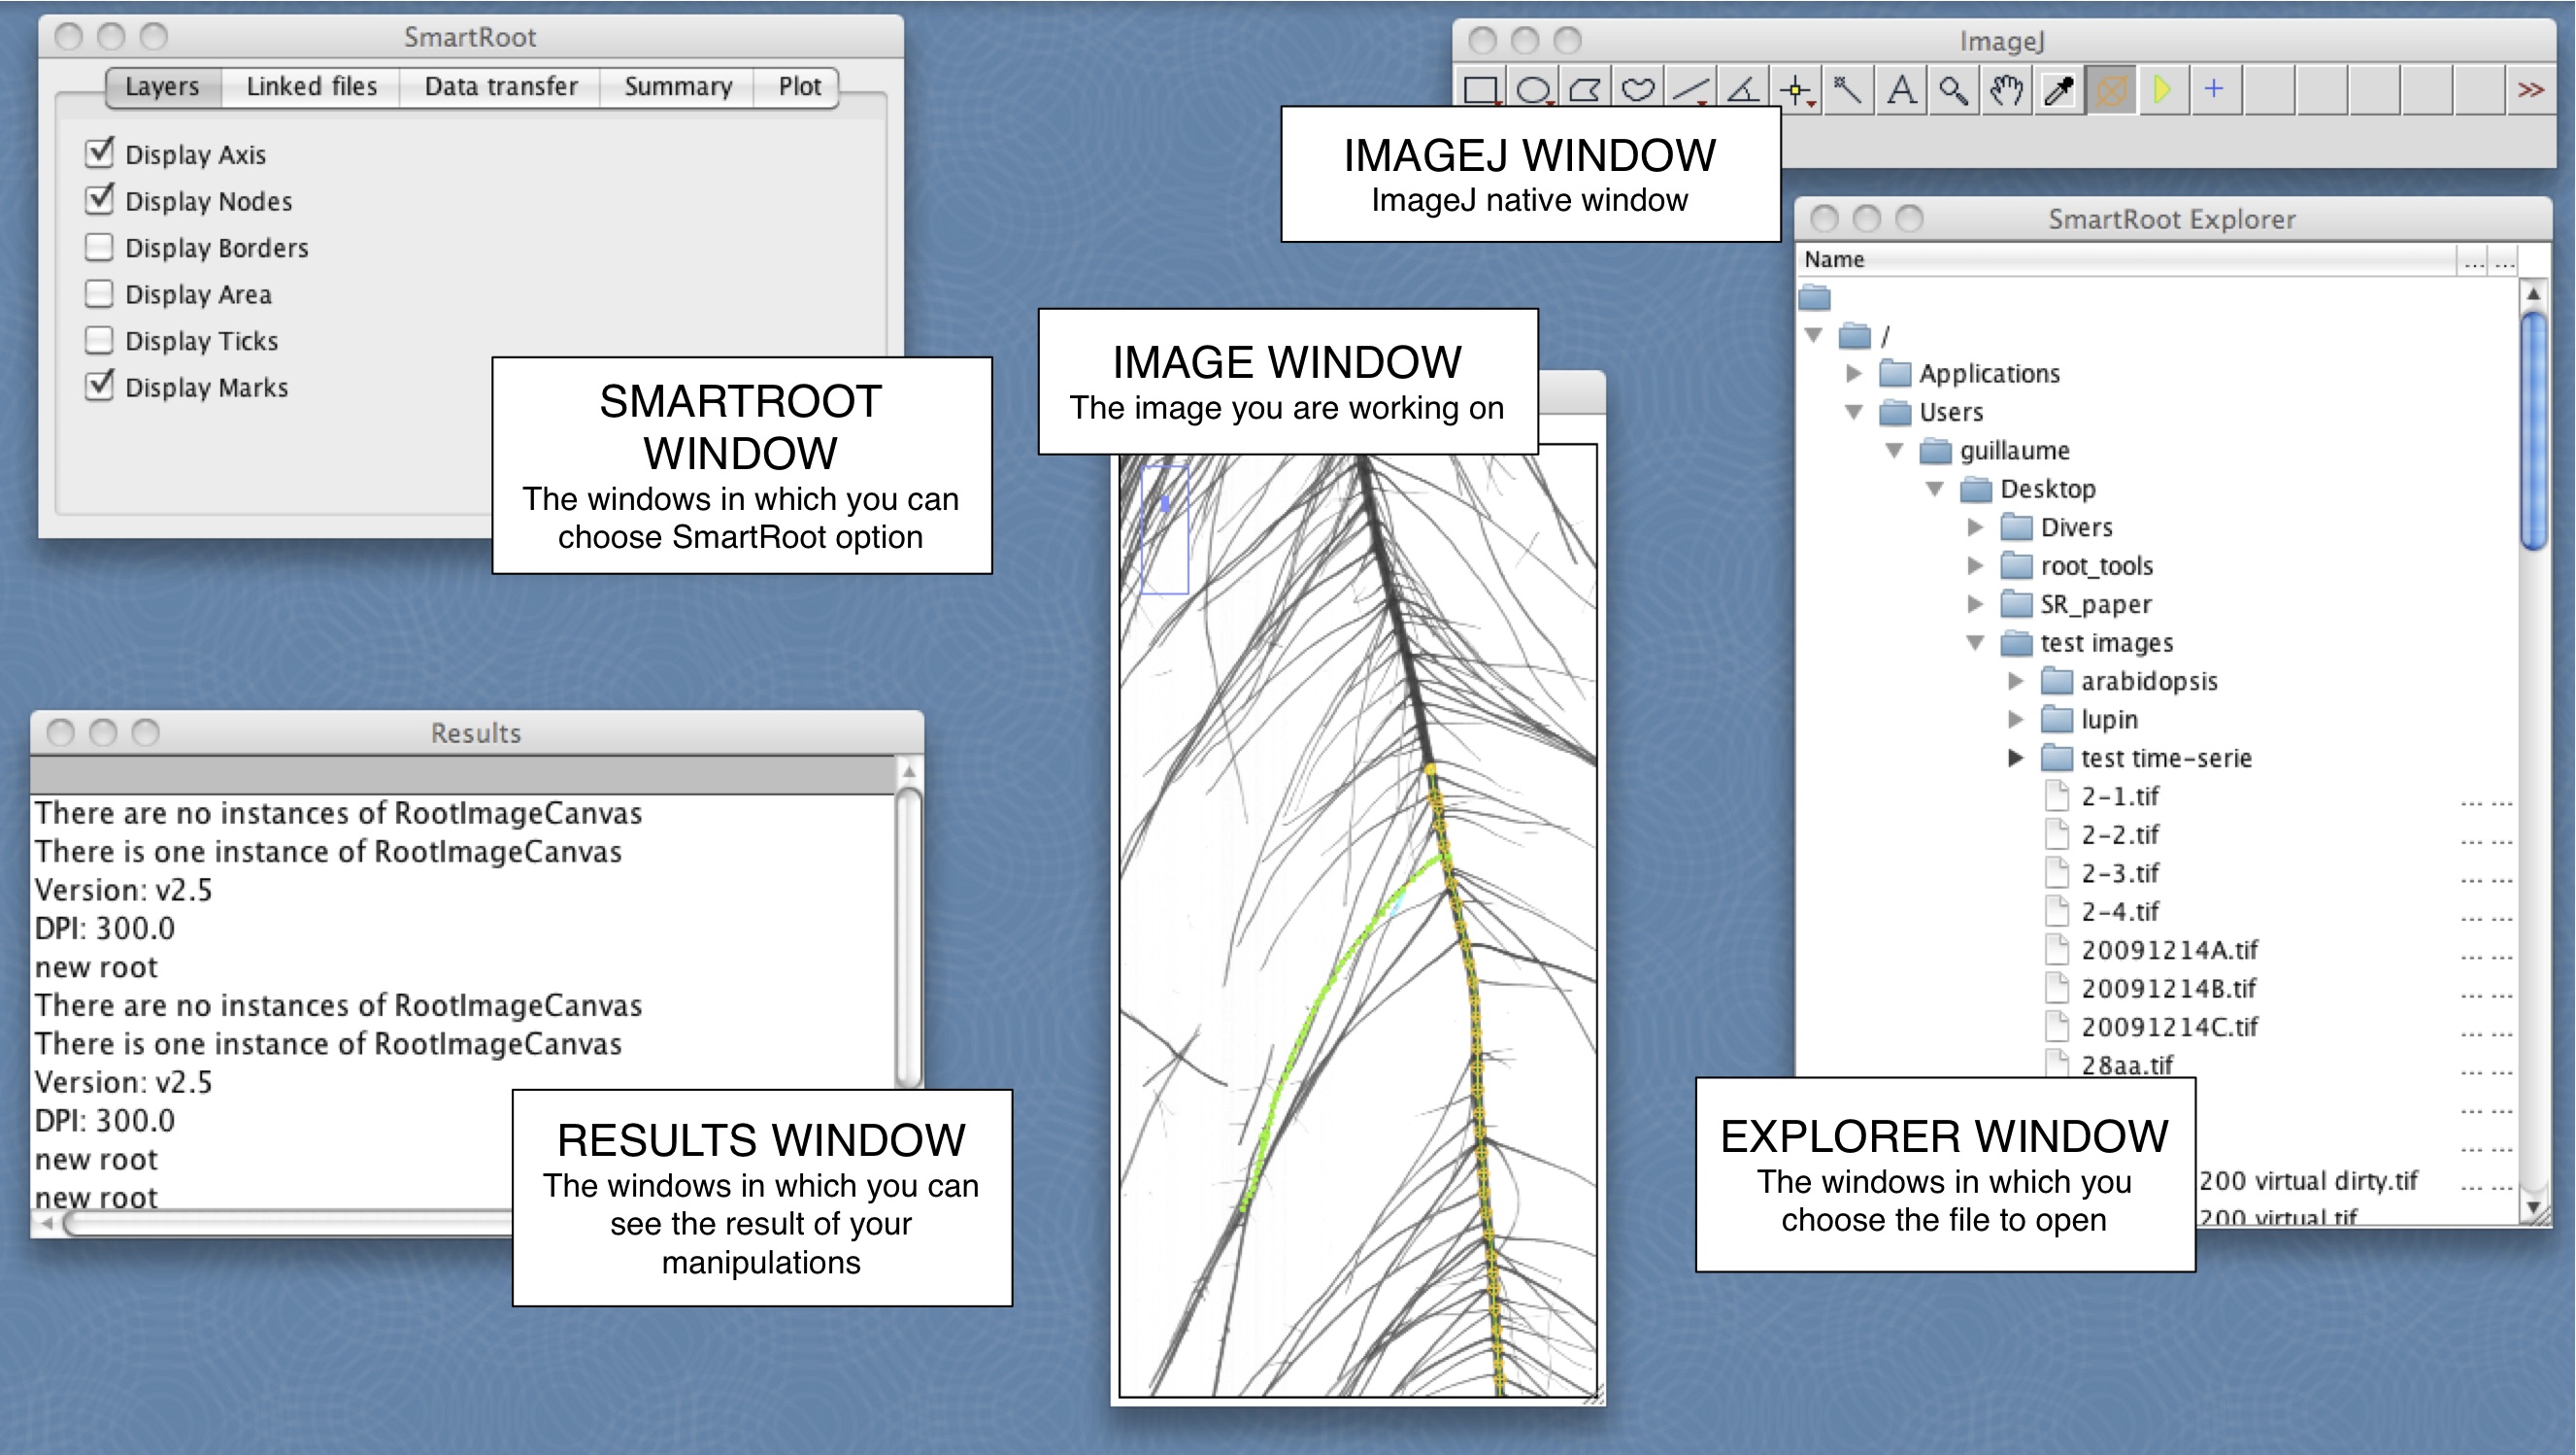 SmartRoot
Layers Linked files Data transfer Summary Plot
Display Axis
Display Nodes
Display Borders
Display Area
Display Ticks
Display Marks
SMARTROOT
WINDOW
The windows in which you can
choose SmartRoot option
ImageJ
IMAGEJ WINDOW
ImageJ native window
IMAGE WINDOW
The image you are working on
SmartRoot Explorer
Name ... ...
/
Applications
Users
guillaume
Desktop
Divers
root_tools
SR_paper
test images
arabidopsis
lupin
test time-serie
2-1.tif ... ...
2-2.tif ... ...
2-3.tif ... ...
2-4.tif ... ...
20091214A.tif ... ...
20091214B.tif ... ...
20091214C.tif ... ...
28aa.tif ... ...
... ...
... ...
200 virtual dirty.tif ... ...
200 virtual tif
EXPLORER WINDOW
The windows in which you
choose the file to open
Results
There are no instances of RootImageCanvas
There is one instance of RootImageCanvas
Version: v2.5
DPI: 300.0
new root
There are no instances of RootImageCanvas
There is one instance of RootImageCanvas
Version: v2.5
DPI: 300.0
new root
new root
RESULTS WINDOW
The windows in which you can
see the result of your
manipulations